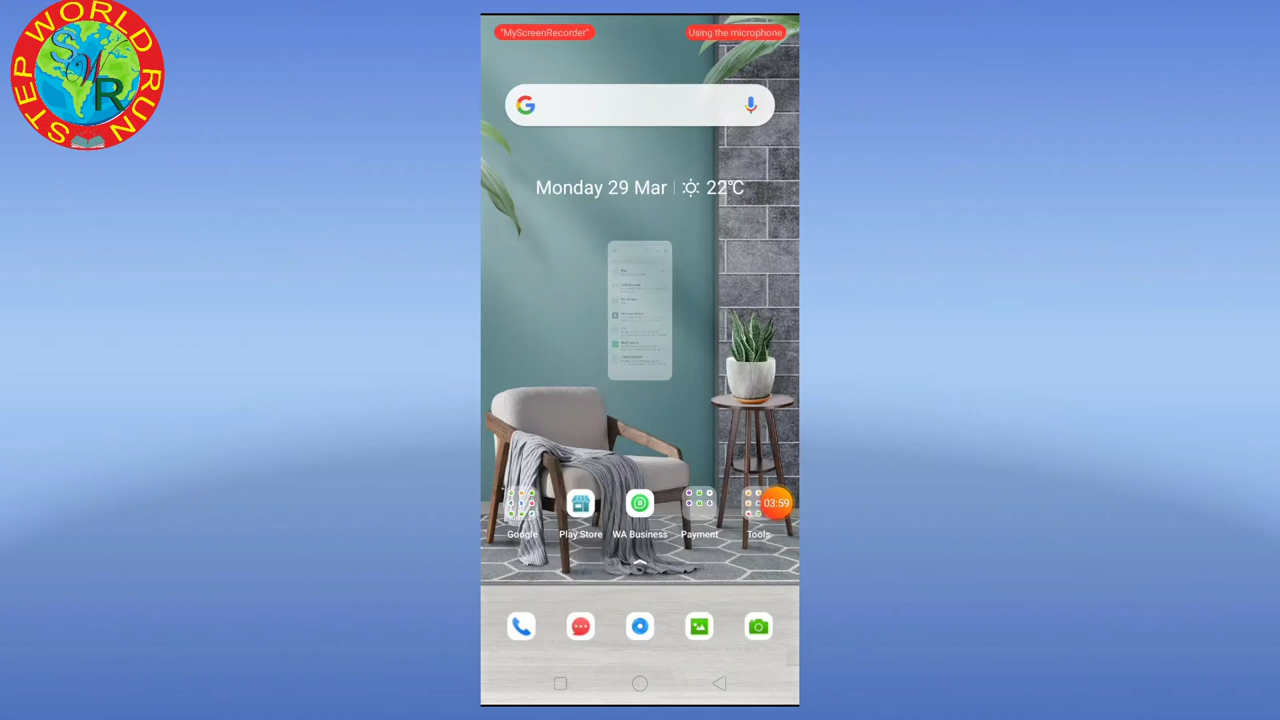 STEP WORLD RUN
SWR
"MyScreenRecorder"
Using the microphone
Monday 29 Mar
22°C
03:59
Google
Play Store
WA Business
Payment
Tools